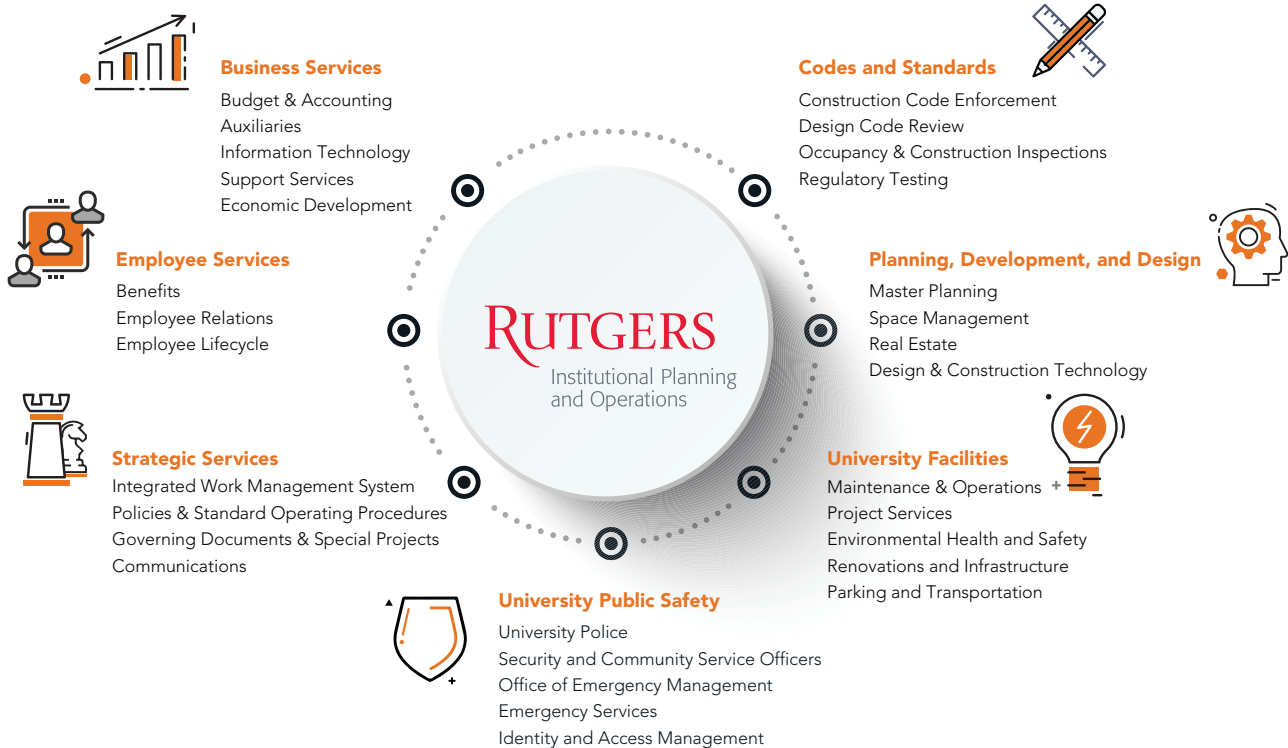 Business Services
Budget & Accounting
Auxiliaries
Information Technology
Support Services
Economic Development
Codes and Standards
Construction Code Enforcement
Design Code Review
Occupancy & Construction Inspections
Regulatory Testing
Employee Services
Benefits
Employee Relations
Employee Lifecycle
Planning, Development, and Design
Master Planning
Space Management
Real Estate
Design & Construction Technology
RUTGERS
Institutional Planning
and Operations
Strategic Services
Integrated Work Management System
Policies & Standard Operating Procedures
Governing Documents & Special Projects
Communications
University Facilities
Maintenance & Operations
Project Services
Environmental Health and Safety
Renovations and Infrastructure
Parking and Transportation
University Public Safety
University Police
Security and Community Service Officers
Office of Emergency Management
Emergency Services
Identity and Access Management